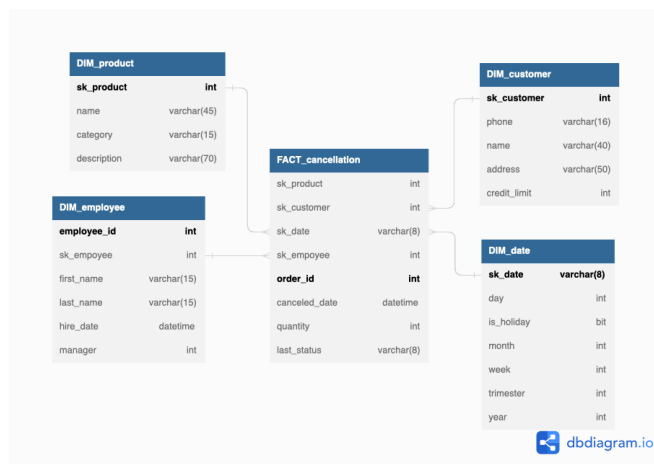 DIM_product
sk_product int
name varchar(45)
category varchar(15)
description varchar(70)
DIM_customer
sk_customer int
phone varchar(16)
name varchar(40)
address varchar(50)
credit_limit int
FACT_cancellation
sk_product int
sk_customer int
sk_date varchar(8)
sk_empoyee int
order_id int
canceled_date datetime
quantity int
last_status varchar(8)
DIM_employee
employee_id int
sk_empoyee int
first_name varchar(15)
last_name varchar(15)
hire_date datetime
manager int
DIM_date
sk_date varchar(8)
day int
is_holiday bit
month int
week int
trimester int
year int
dbdiagram.io